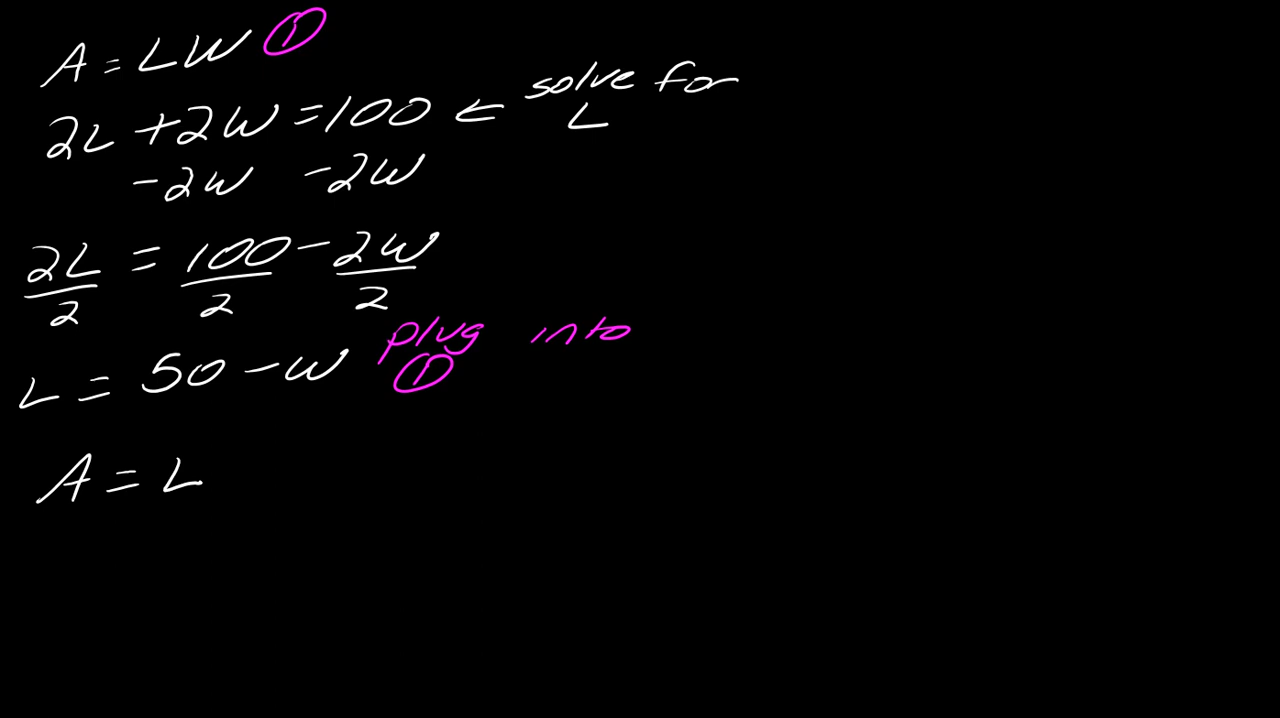 A = LW ①
2L + 2W = 100 ← solve for L
-2W -2W
2L/2 = 100/2 - 2W/2
L = 50 - W plug into ①
A = L